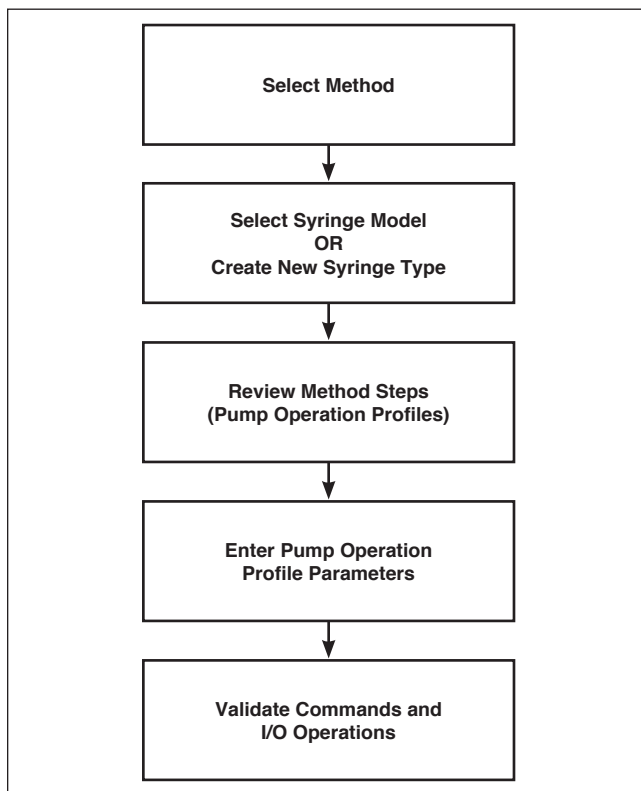 Select Method
Select Syringe Model
OR
Create New Syringe Type
Review Method Steps
(Pump Operation Profiles)
Enter Pump Operation
Profile Parameters
Validate Commands and
I/O Operations